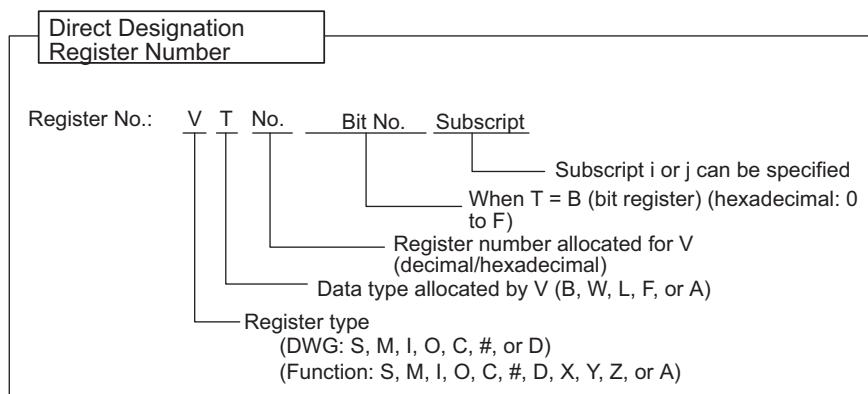 Direct Designation
Register Number
Register No.: V T No. Bit No. Subscript
Subscript i or j can be specified
When T = B (bit register) (hexadecimal: 0
to F)
Register number allocated for V
(decimal/hexadecimal)
Data type allocated by V (B, W, L, F, or A)
Register type
(DWG: S, M, I, O, C, #, or D)
(Function: S, M, I, O, C, #, D, X, Y, Z, or A)